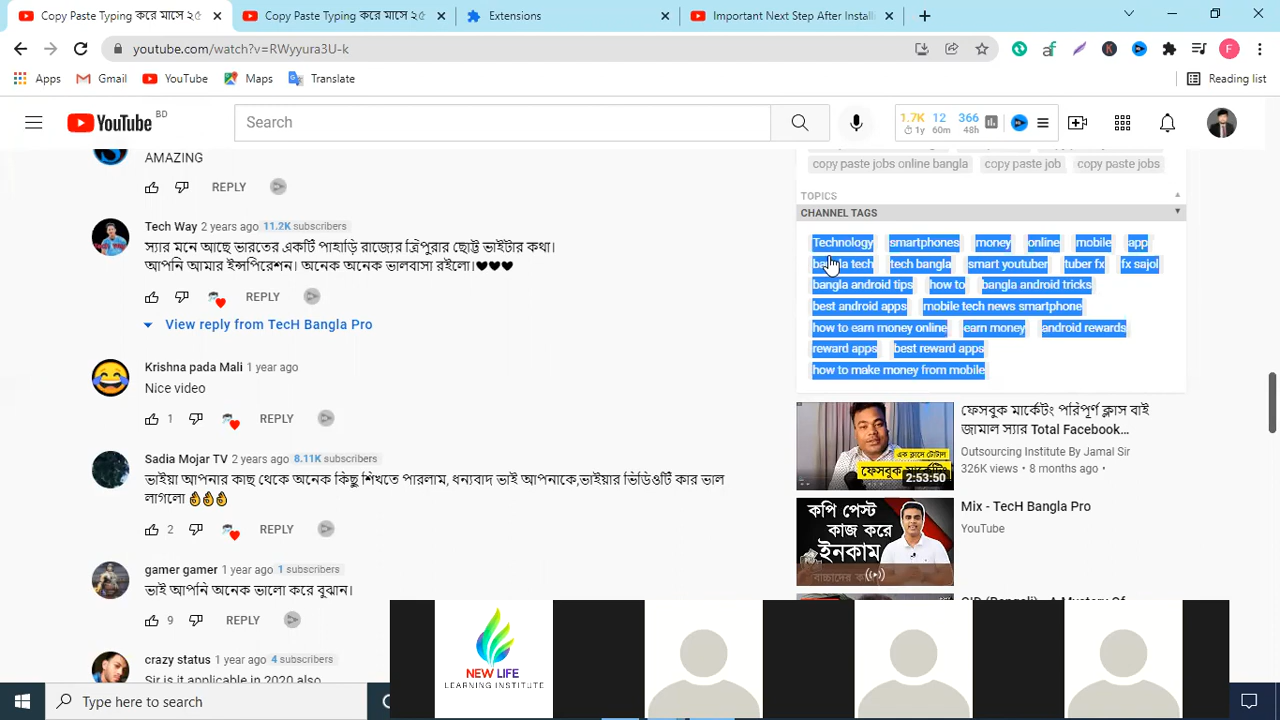 Copy Paste Typing করে মাসে ২৫
Copy Paste Typing করে মাসে ২৫
Extensions
Important Next Step After Install
youtube.com/watch?v=RWyyura3U-k
Apps
Gmail
YouTube
Maps
Translate
Reading list
YouTube BD
Search
1.7K 12 366
1y 60m 48h
AMAZING
REPLY
Tech Way 2 years ago 11.2K subscribers
স্যার মনে আছে ভারতের একটি পাহাড়ি রাজ্যের ত্রিপুরার ছোট্ট ভাইটার কথা।
আপনি আমার ইন্সপিরেশন। অনেক অনেক ভালবাসা রইলো।❤❤❤
REPLY
View reply from TecH Bangla Pro
Krishna pada Mali 1 year ago
Nice video
1 REPLY
Sadia Mojar TV 2 years ago 8.11K subscribers
ভাইয়া আপনার কাছ থেকে অনেক কিছু শিখতে পারলাম, ধন্যবাদ ভাই আপনাকে,ভাইয়ার ভিডিওটি কার ভাল
লাগলো 👌👌👌
2 REPLY
gamer gamer 1 year ago 1 subscribers
ভাই আপনি অনেক ভালো করে বুঝান।
9 REPLY
crazy status 1 year ago 4 subscribers
Sir is it applicable in 2020 also
copy paste jobs online bangla copy paste job copy paste jobs
TOPICS
CHANNEL TAGS
Technology smartphones money online mobile app
bangla tech tech bangla smart youtuber tuber fx fx sajol
bangla android tips how to bangla android tricks
best android apps mobile tech news smartphone
how to earn money online earn money android rewards
reward apps best reward apps
how to make money from mobile
এক ক্লাসে টোটাল
2:53:50
ফেসবুক মার্কেটিং পরিপূর্ণ ক্লাস বাই
জামাল স্যার Total Facebook...
Outsourcing Institute By Jamal Sir
326K views • 8 months ago •
কপি পেস্ট
কাজ করে
ইনকাম
Mix - TecH Bangla Pro
YouTube
NEW LIFE
LEARNING INSTITUTE
Type here to search